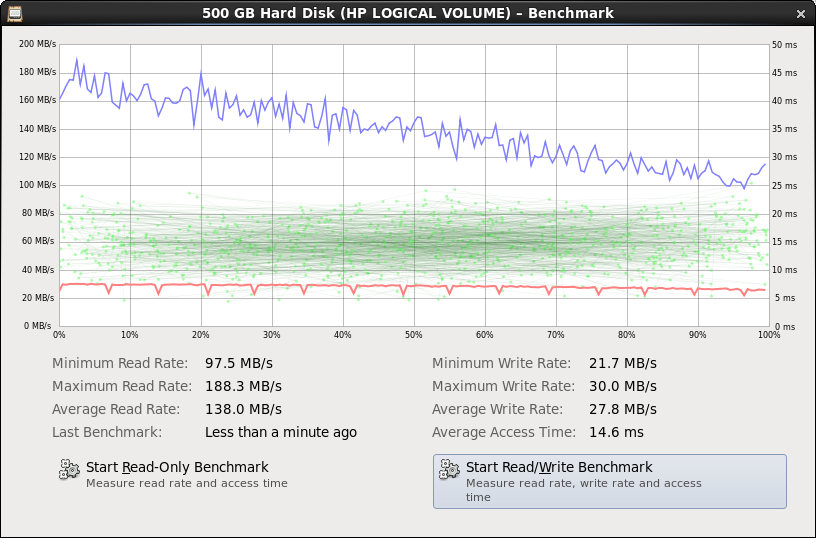 500 GB Hard Disk (HP LOGICAL VOLUME) – Benchmark
200 MB/s
180 MB/s
160 MB/s
140 MB/s
120 MB/s
100 MB/s
80 MB/s
60 MB/s
40 MB/s
20 MB/s
0 MB/s
50 ms
45 ms
40 ms
35 ms
30 ms
25 ms
20 ms
15 ms
10 ms
5 ms
0 ms
0% 10% 20% 30% 40% 50% 60% 70% 80% 90% 100%
Minimum Read Rate: 97.5 MB/s
Maximum Read Rate: 188.3 MB/s
Average Read Rate: 138.0 MB/s
Last Benchmark: Less than a minute ago
Minimum Write Rate: 21.7 MB/s
Maximum Write Rate: 30.0 MB/s
Average Write Rate: 27.8 MB/s
Average Access Time: 14.6 ms
Start Read-Only Benchmark
Measure read rate and access time
Start Read/Write Benchmark
Measure read rate, write rate and access
time